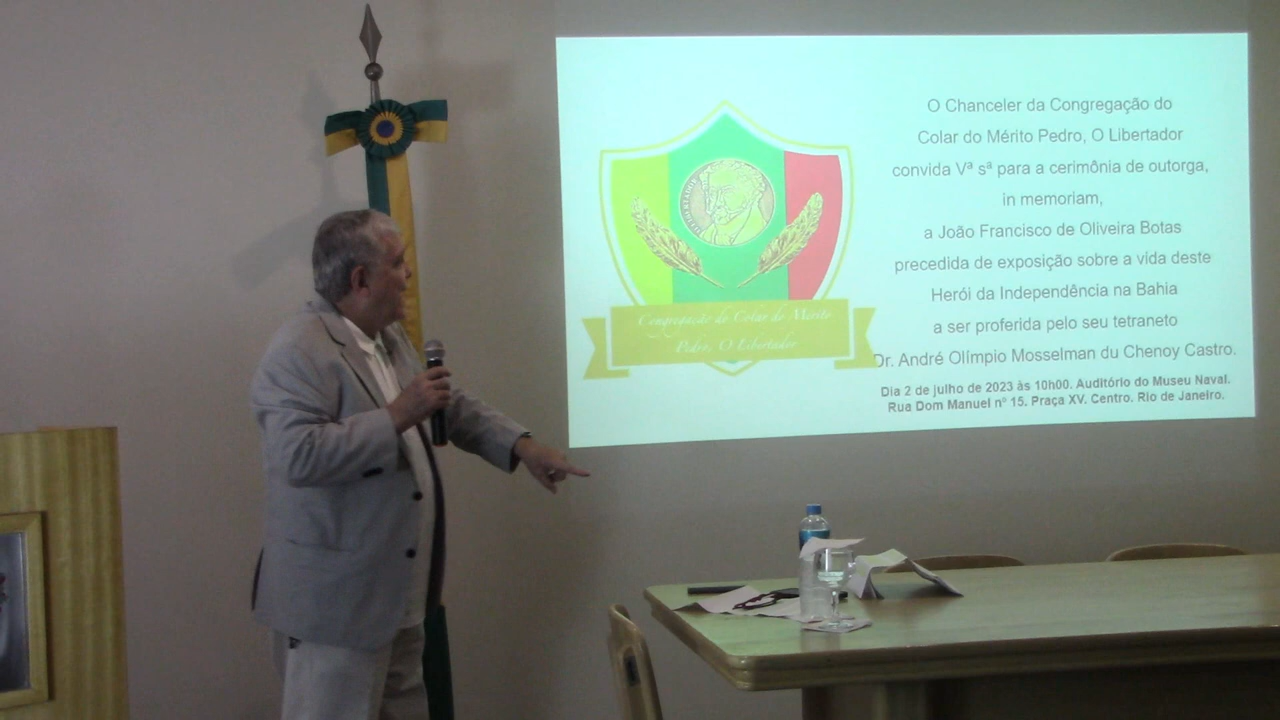 O Chanceler da Congregação do
Colar do Mérito Pedro, O Libertador
convida Vª sª para a cerimônia de outorga,
in memoriam,
a João Francisco de Oliveira Botas
precedida de exposição sobre a vida deste
Herói da Independência na Bahia
a ser proferida pelo seu tetraneto
Dr. André Olímpio Mosselman du Chenoy Castro.
Dia 2 de julho de 2023 às 10h00. Auditório do Museu Naval.
Rua Dom Manuel nº 15. Praça XV. Centro. Rio de Janeiro.
Congregação do Colar do Mérito
Pedro, O Libertador